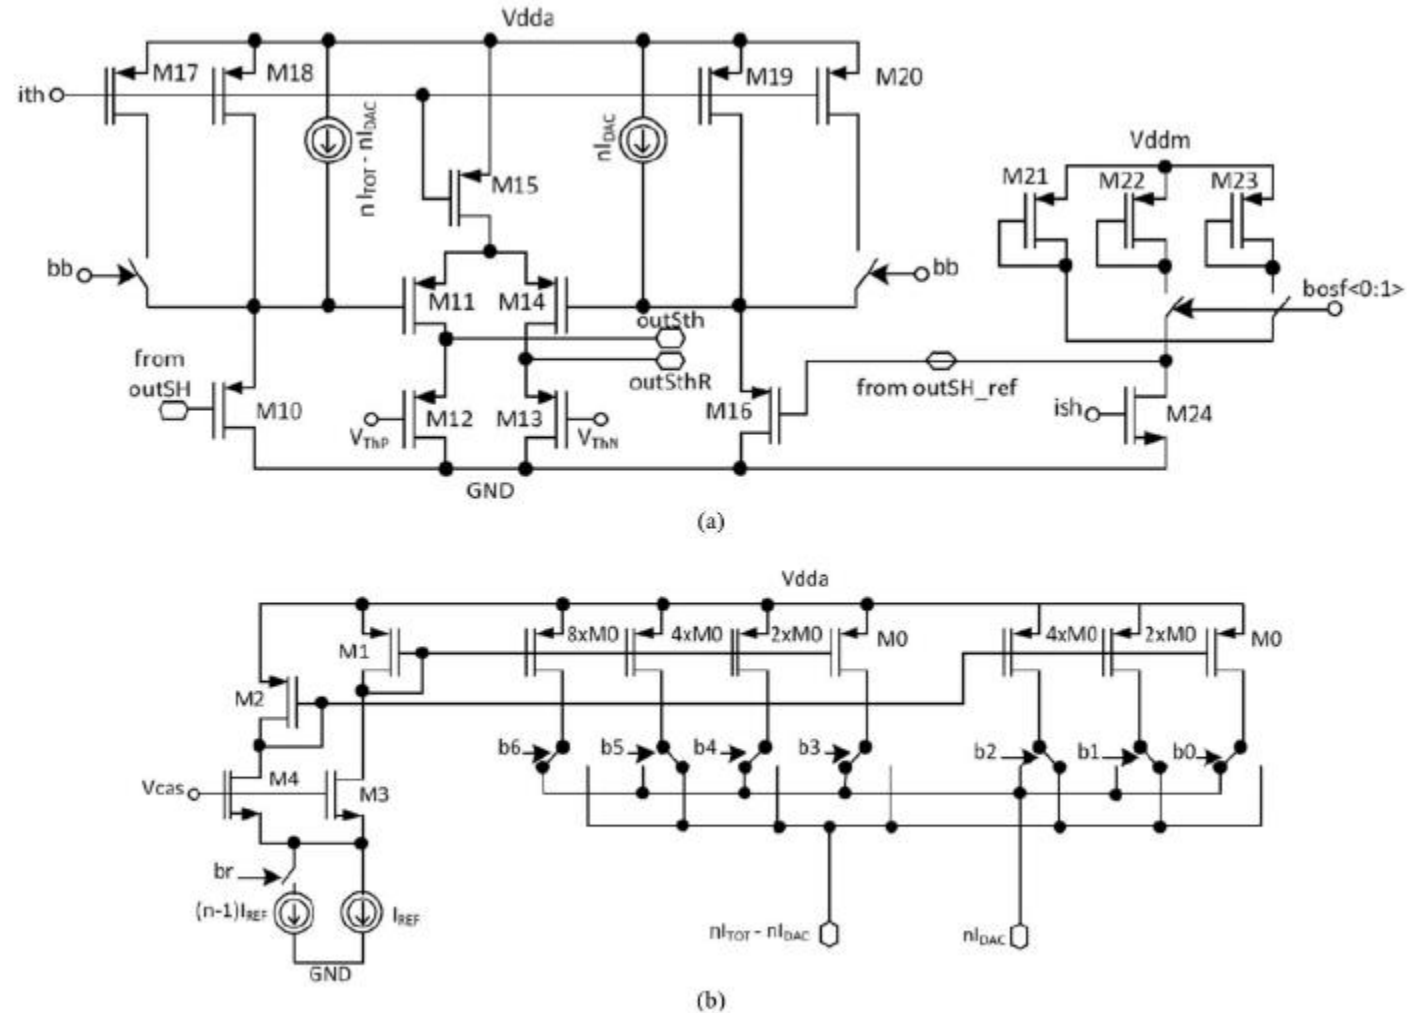 Vdda
M17
M18
M19
M20
ith
nI_TOT - nI_DAC
nI_DAC
M15
Vddm
M21
M22
M23
bb
M11
M14
bb
bosf<0:1>
outSth
from
outSH
M10
outSthR
M12
M13
M16
from outSH_ref
ish
M24
V_ThP
V_ThN
GND
(a)
Vdda
M1
8xM0
4xM0
2xM0
M0
4xM0
2xM0
M0
M2
b6
b5
b4
b3
b2
b1
b0
Vcas
M4
M3
br
(n-1)I_REF
I_REF
nI_TOT - nI_DAC
nI_DAC
GND
(b)